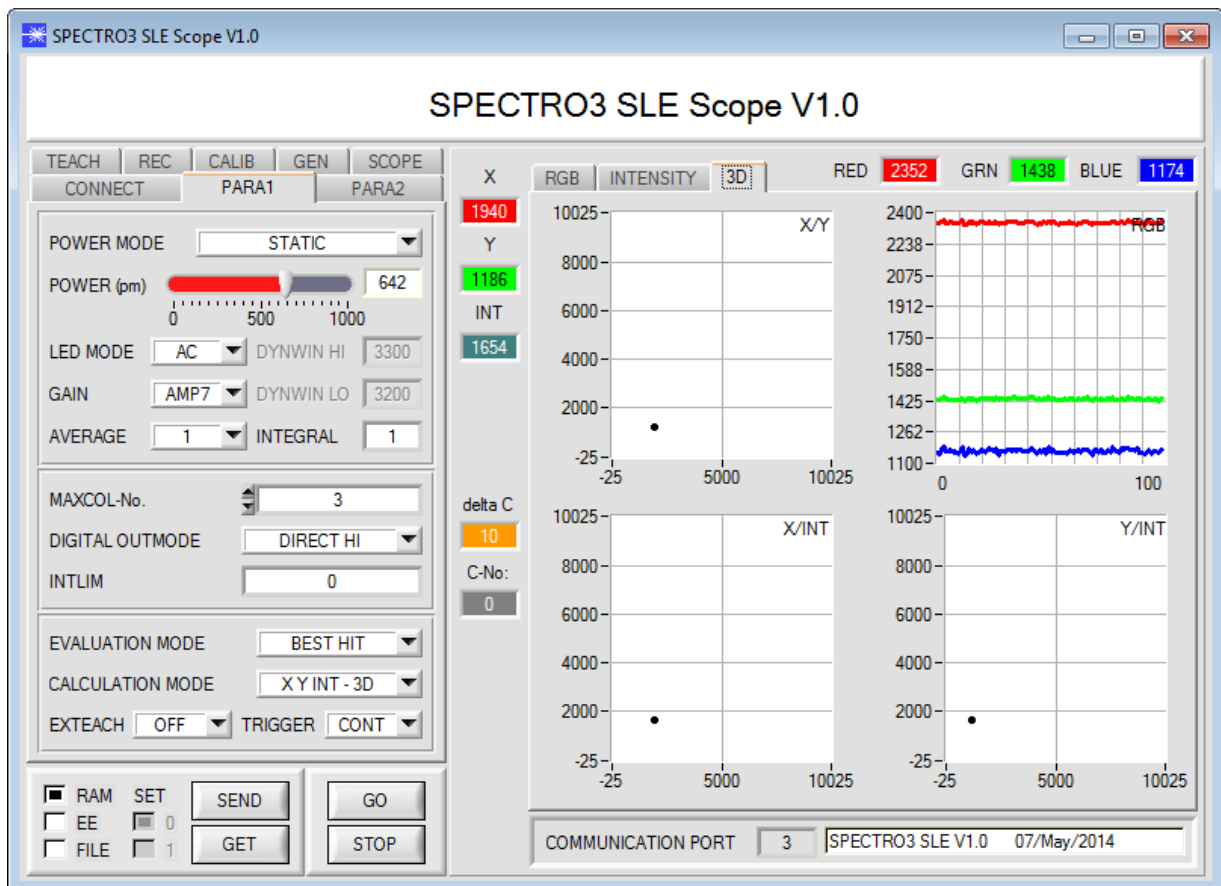 SPECTRO3 SLE Scope V1.0
SPECTRO3 SLE Scope V1.0
TEACH REC CALIB GEN SCOPE
CONNECT PARA1 PARA2
POWER MODE STATIC
POWER (pm) 642
0 500 1000
LED MODE AC DYNWIN HI 3300
GAIN AMP7 DYNWIN LO 3200
AVERAGE 1 INTEGRAL 1
MAXCOL-No. 3
DIGITAL OUTMODE DIRECT HI
INTLIM 0
EVALUATION MODE BEST HIT
CALCULATION MODE X Y INT - 3D
EXTEACH OFF TRIGGER CONT
RAM SET SEND GO
EE 0
FILE 1 GET STOP
X
1940
Y
1186
INT
1654
delta C
10
C-No:
0
RGB INTENSITY 3D RED 2352 GRN 1438 BLUE 1174
X/Y
10025
8000
6000
4000
2000
-25
-25 5000 10025
RGB
2400
2238
2075
1912
1750
1588
1425
1262
1100
0 100
X/INT
10025
8000
6000
4000
2000
-25
-25 5000 10025
Y/INT
10025
8000
6000
4000
2000
-25
-25 5000 10025
COMMUNICATION PORT 3 SPECTRO3 SLE V1.0 07/May/2014